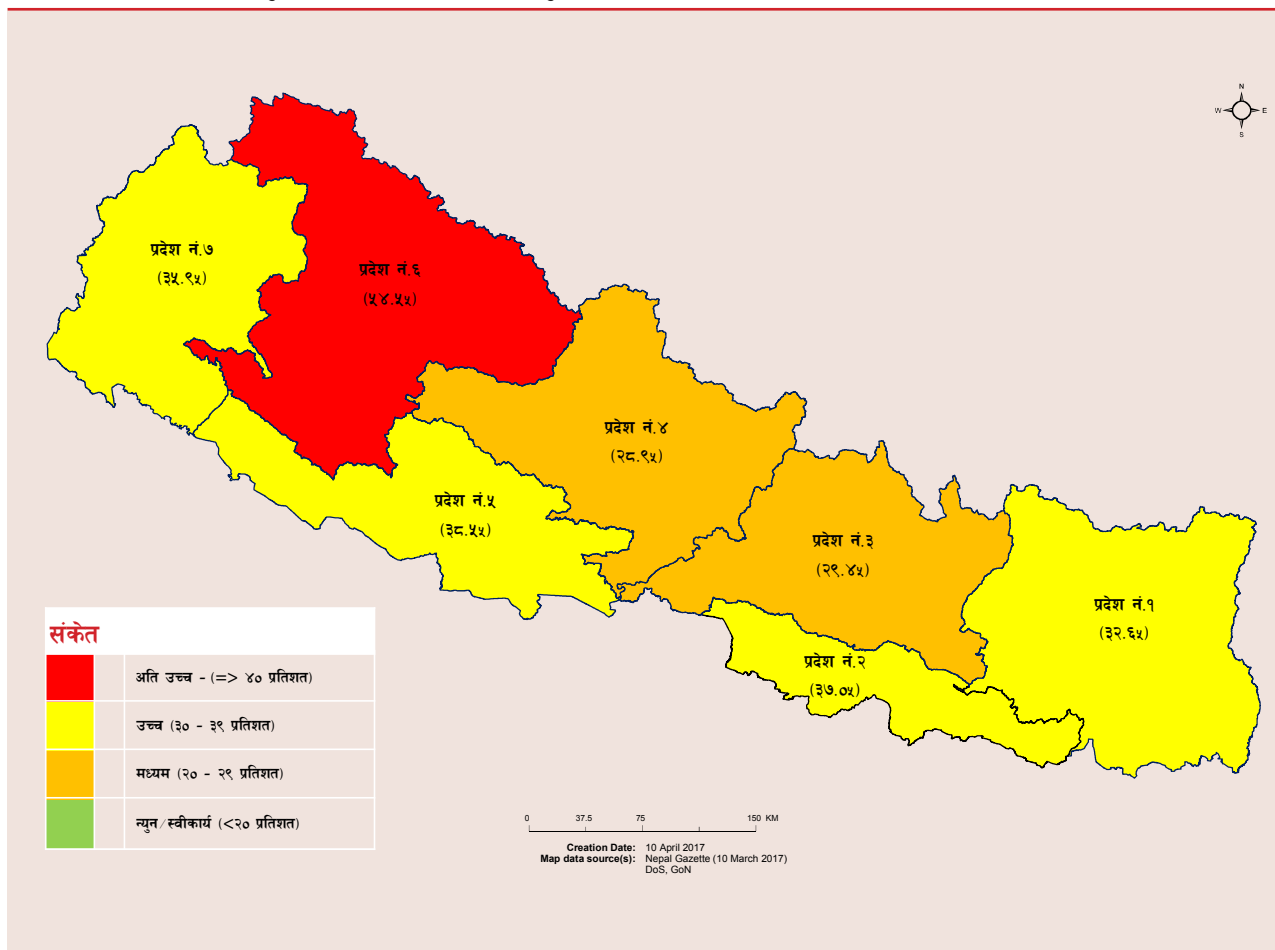 N
W E
S
प्रदेश नं.७
(३५.९५)
प्रदेश नं.६
(५४.५५)
प्रदेश नं.४
(२८.९५)
प्रदेश नं.५
(३८.५५)
प्रदेश नं.३
(२९.४५)
प्रदेश नं.१
(३२.६५)
प्रदेश नं.२
(३७.०५)
संकेत
अति उच्च - (=> ४० प्रतिशत)
उच्च (३० - ३९ प्रतिशत)
मध्यम (२० - २९ प्रतिशत)
न्युन/स्वीकार्य (<२० प्रतिशत)
0 37.5 75 150 KM
Creation Date: 10 April 2017
Map data source(s): Nepal Gazette (10 March 2017)
DoS, GoN